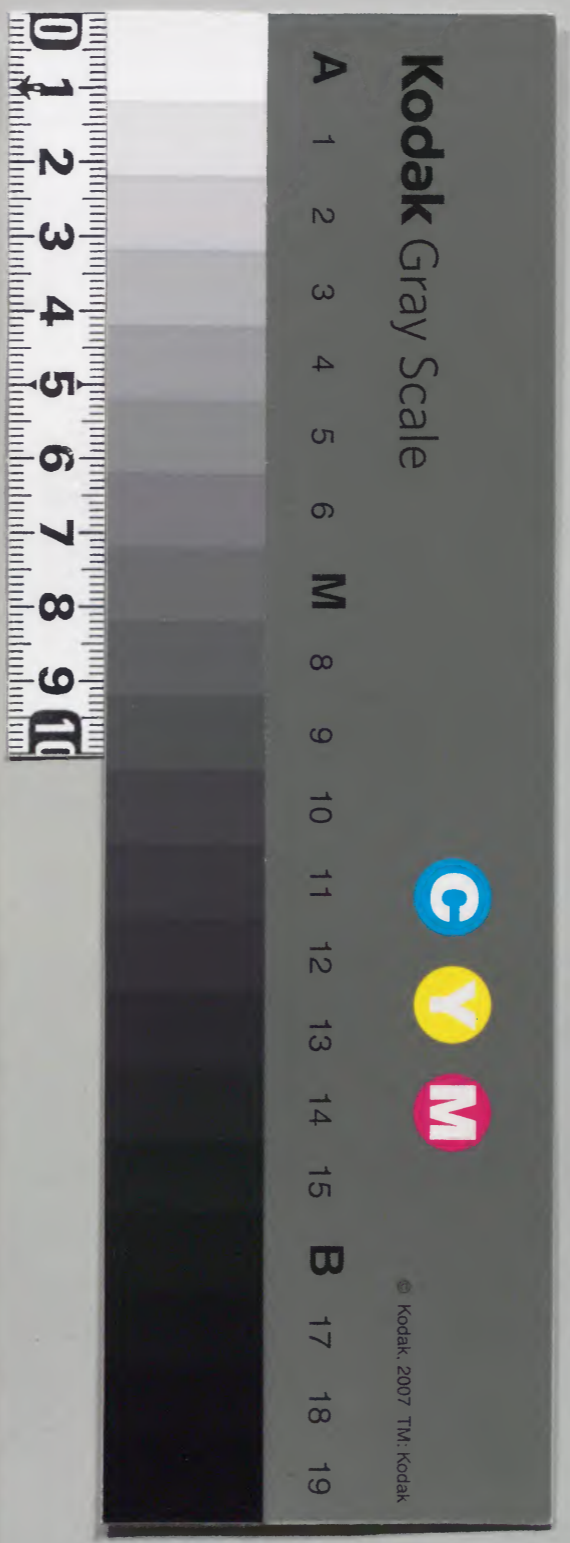 Kodak Gray Scale
C Y M
© Kodak, 2007 TM: Kodak
A 1 2 3 4 5 6 M 8 9 10 11 12 13 14 15 B 17 18 19
0 1 2 3 4 5 6 7 8 9 10